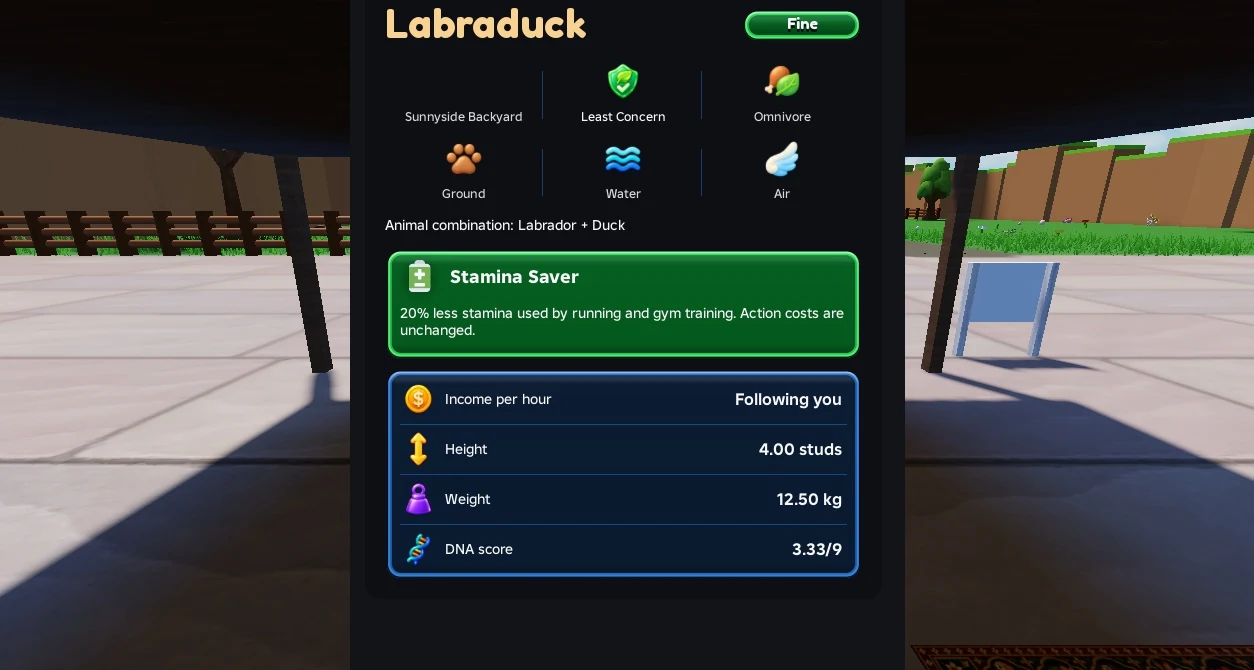 Labraduck
Fine
Sunnyside Backyard
Least Concern
Omnivore
Ground
Water
Air
Animal combination: Labrador + Duck
Stamina Saver
20% less stamina used by running and gym training. Action costs are
unchanged.
Income per hour
Following you
Height
4.00 studs
Weight
12.50 kg
DNA score
3.33/9